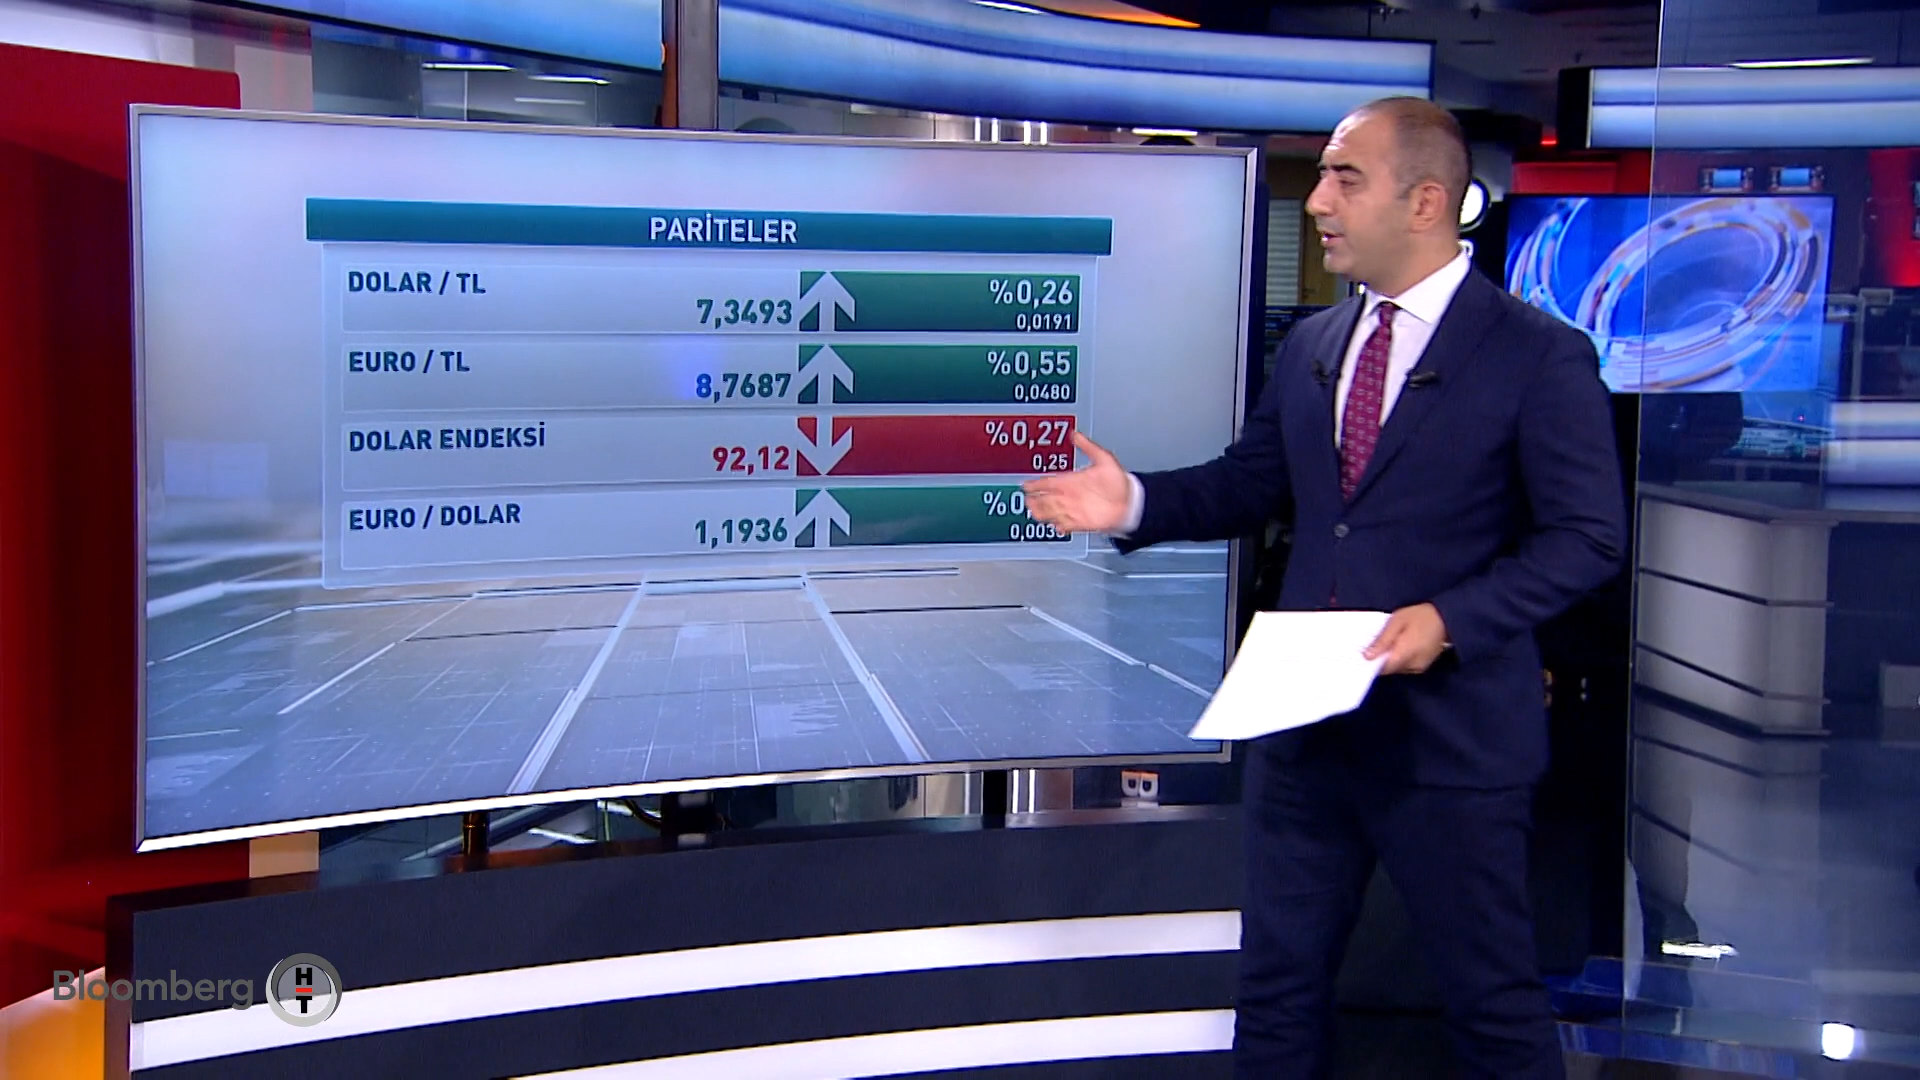 PARİTELER
DOLAR / TL
7,3493
%0,26
0,0191
EURO / TL
8,7687
%0,55
0,0480
DOLAR ENDEKSİ
92,12
%0,27
0,25
EURO / DOLAR
1,1936
Bloomberg HT